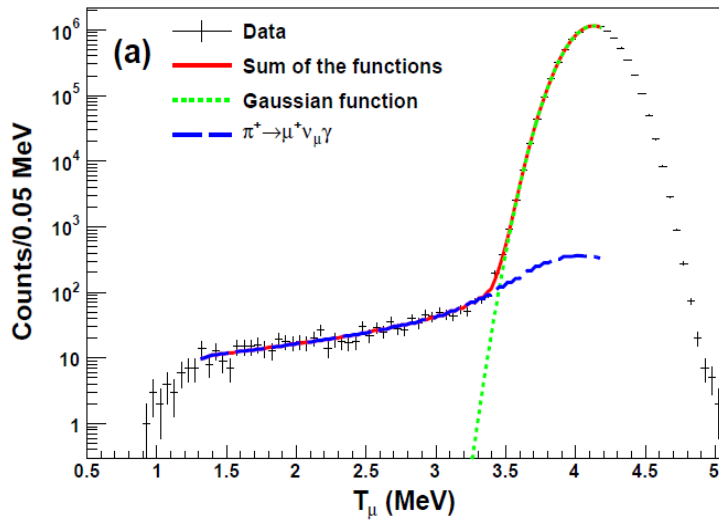 (a)
Data
Sum of the functions
Gaussian function
π⁺→μ⁺ν_μγ
Counts/0.05 MeV
10⁶
10⁵
10⁴
10³
10²
10
1
0.5 1 1.5 2 2.5 3 3.5 4 4.5 5
T_μ (MeV)